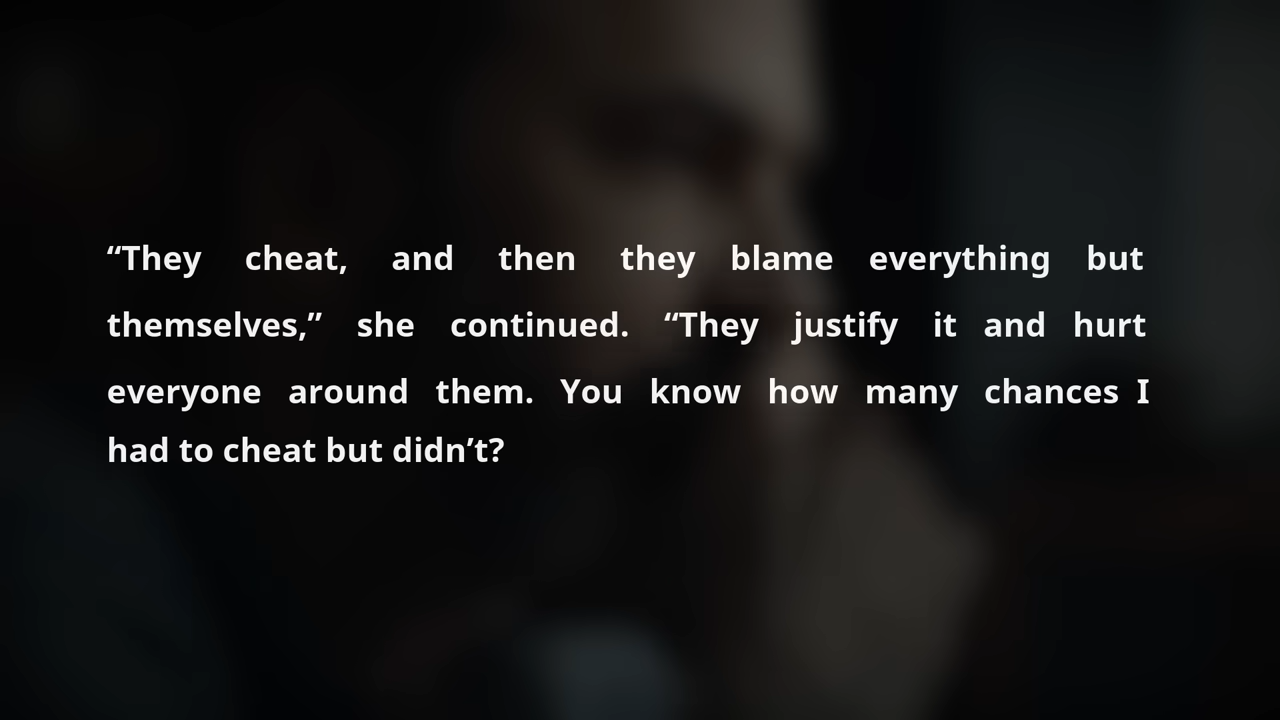 “They cheat, and then they blame everything but
themselves,” she continued. “They justify it and hurt
everyone around them. You know how many chances I
had to cheat but didn’t?